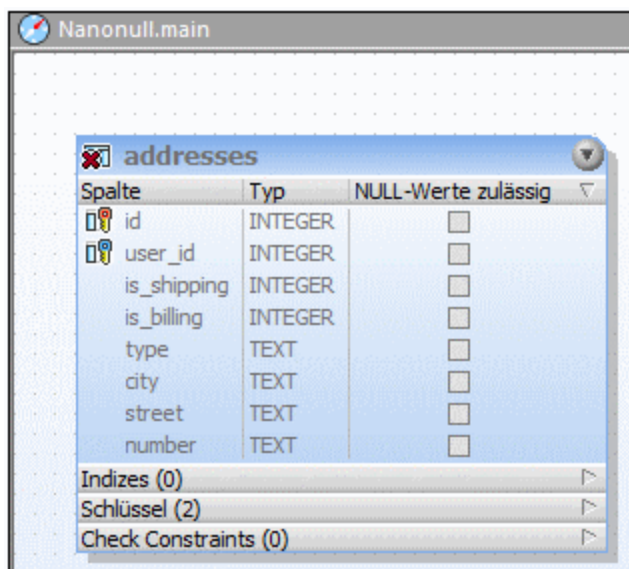 Nanonull.main
addresses
Spalte Typ NULL-Werte zulässig
id INTEGER
user_id INTEGER
is_shipping INTEGER
is_billing INTEGER
type TEXT
city TEXT
street TEXT
number TEXT
Indizes (0)
Schlüssel (2)
Check Constraints (0)